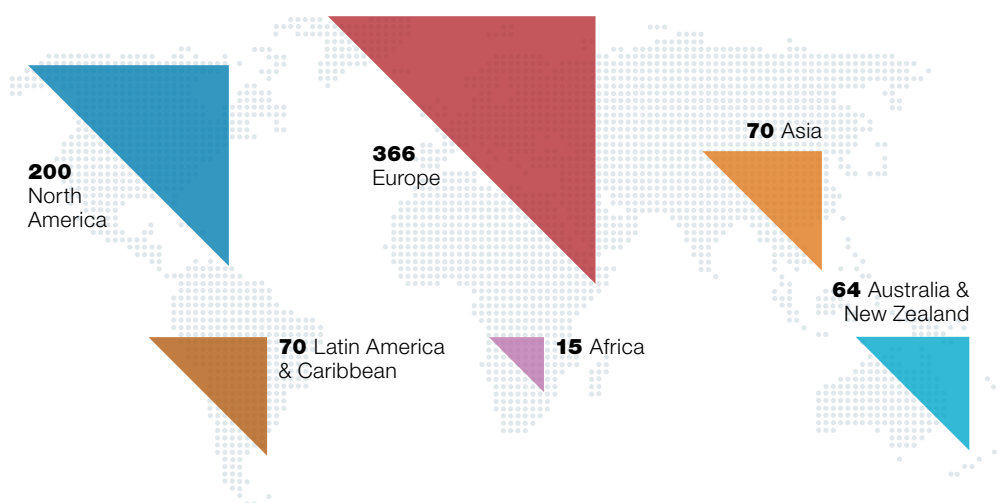 200
North
America
366
Europe
70 Asia
64 Australia &
New Zealand
70 Latin America
& Caribbean
15 Africa